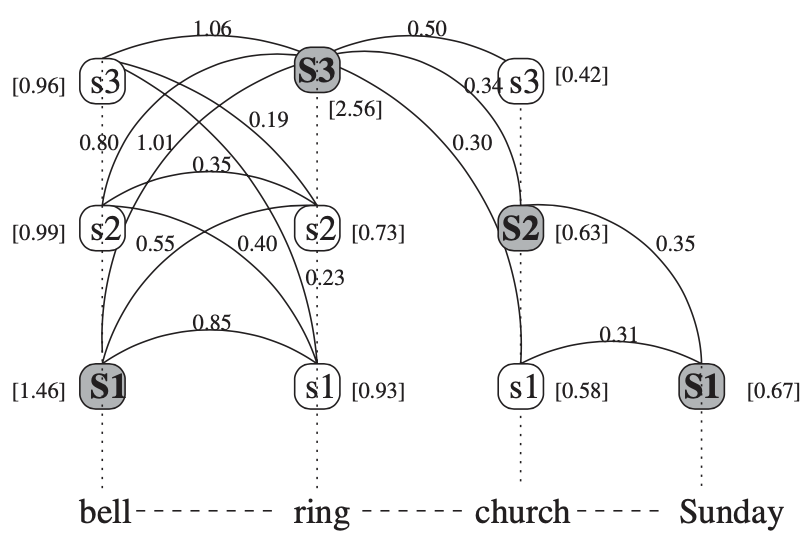 1.06 0.50
[0.96] s3 S3 0.34 s3 [0.42]
[2.56]
0.19
0.80 1.01 0.30
0.35
[0.99] s2 s2 [0.73] S2 [0.63]
0.55 0.40 0.35
0.23
0.85 0.31
[1.46] S1 s1 [0.93] s1 [0.58] S1 [0.67]
bell ring church Sunday